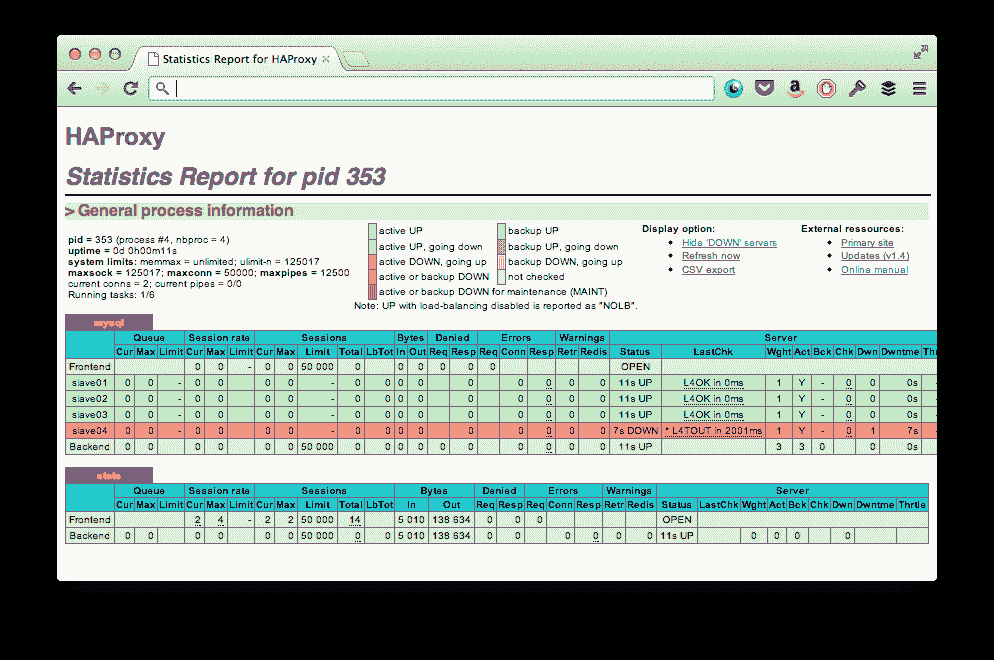 Statistics Report for HAProxy
HAProxy
Statistics Report for pid 353
> General process information
pid = 353 (process #4, nbproc = 4)
uptime = 0d 0h00m11s
system limits: memmax = unlimited; ulimit-n = 125017
maxsock = 125017; maxconn = 50000; maxpipes = 12500
current conns = 2; current pipes = 0/0
Running tasks: 1/6
active UP backup UP
active UP, going down backup UP, going down
active DOWN, going up backup DOWN, going up
active or backup DOWN not checked
active or backup DOWN for maintenance (MAINT)
Note: UP with load-balancing disabled is reported as "NOLB".
Display option:
Hide 'DOWN' servers
Refresh now
CSV export
External ressources:
Primary site
Updates (v1.4)
Online manual
mysql
Queue Session rate Sessions Bytes Denied Errors Warnings Server
Cur Max Limit Cur Max Limit Cur Max Limit Total LbTot In Out Req Resp Req Conn Resp Retr Redis Status LastChk Wght Act Bck Chk Dwn Dwntme Thr
Frontend 0 0 - 0 0 50 000 0 0 0 0 0 0 OPEN
slave01 0 0 - 0 0 0 0 - 0 0 0 0 0 0 0 0 0 11s UP L4OK in 0ms 1 Y - 0 0 0s -
slave02 0 0 - 0 0 0 0 - 0 0 0 0 0 0 0 0 0 11s UP L4OK in 0ms 1 Y - 0 0 0s -
slave03 0 0 - 0 0 0 0 - 0 0 0 0 0 0 0 0 0 11s UP L4OK in 0ms 1 Y - 0 0 0s -
slave04 0 0 - 0 0 0 0 - 0 0 0 0 0 0 0 0 0 7s DOWN * L4TOUT in 2001ms 1 Y - 0 1 7s -
Backend 0 0 0 0 0 0 50 000 0 0 0 0 0 0 0 0 0 0 11s UP 3 3 0 0 0s
stats
Queue Session rate Sessions Bytes Denied Errors Warnings Server
Cur Max Limit Cur Max Limit Cur Max Limit Total LbTot In Out Req Resp Req Conn Resp Retr Redis Status LastChk Wght Act Bck Chk Dwn Dwntme Thrtle
Frontend 2 4 - 2 2 50 000 14 5 010 138 634 0 0 0 OPEN
Backend 0 0 0 0 0 0 50 000 0 0 5 010 138 634 0 0 0 0 0 0 11s UP 0 0 0 0